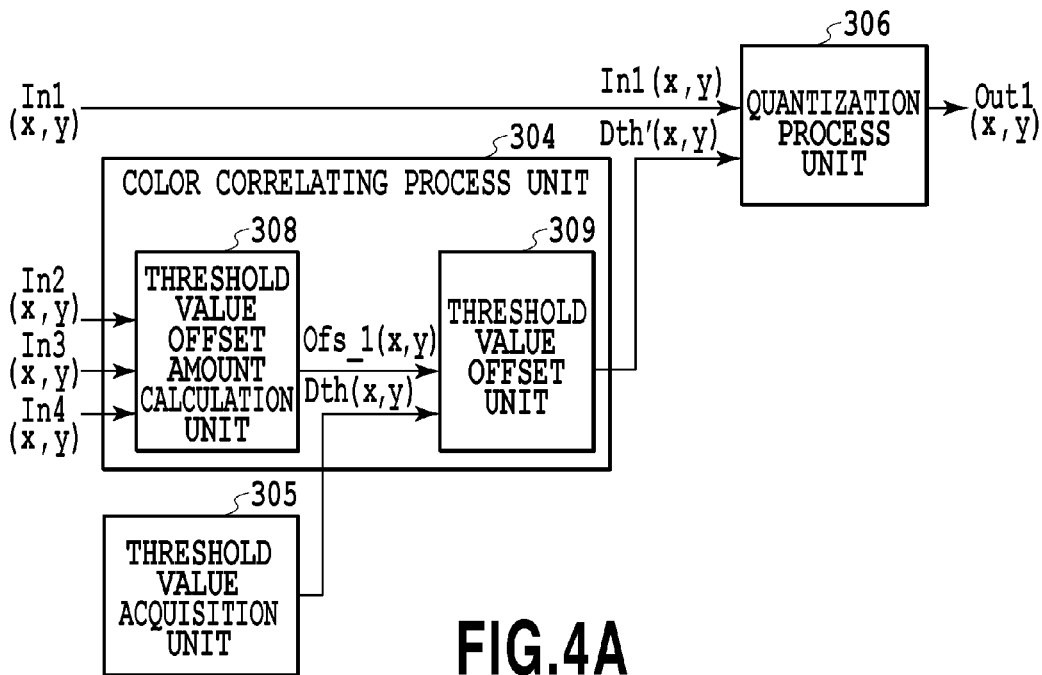 306
In1
(x,y)
In1(x,y)
QUANTIZATION
PROCESS
UNIT
Out1
(x,y)
Dth'(x,y)
304
COLOR CORRELATING PROCESS UNIT
308
309
In2
(x,y)
In3
(x,y)
In4
(x,y)
THRESHOLD
VALUE
OFFSET
AMOUNT
CALCULATION
UNIT
Ofs_1(x,y)
Dth(x,y)
THRESHOLD
VALUE
OFFSET
UNIT
305
THRESHOLD
VALUE
ACQUISITION
UNIT
FIG.4A